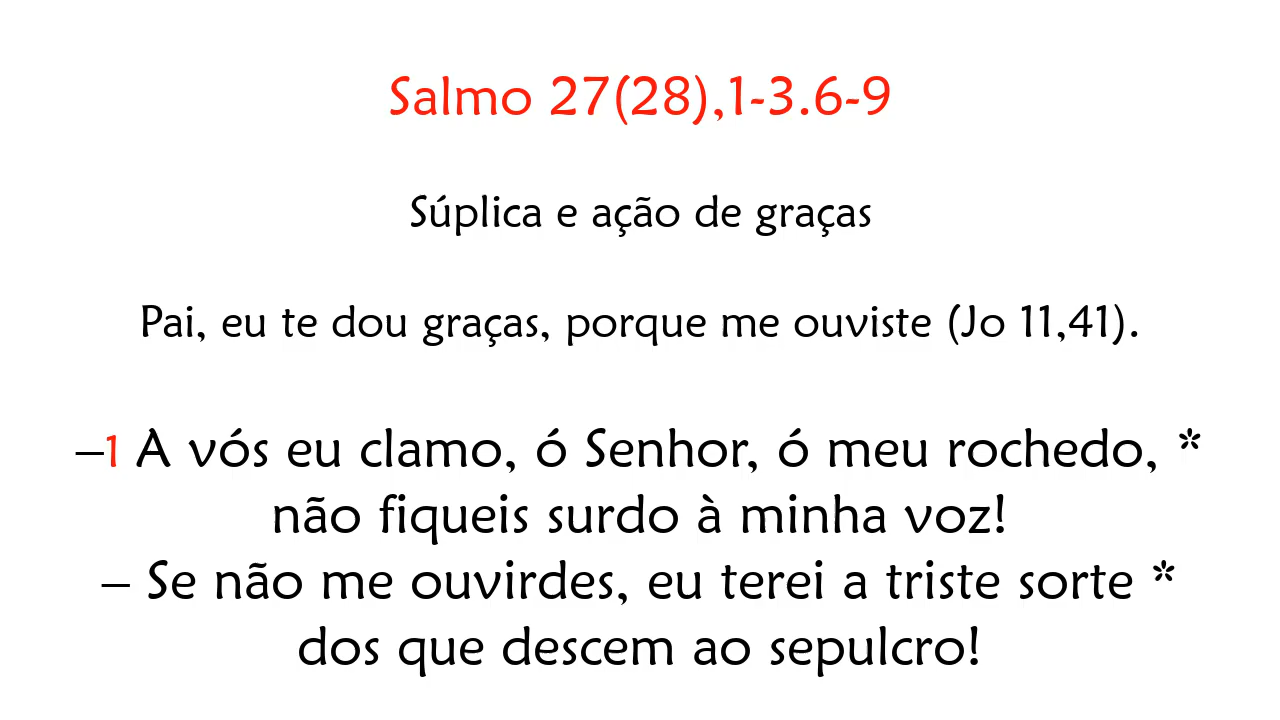 Salmo 27(28),1-3.6-9
Súplica e ação de graças
Pai, eu te dou graças, porque me ouviste (Jo 11,41).
–1 A vós eu clamo, ó Senhor, ó meu rochedo, *
não fiqueis surdo à minha voz!
– Se não me ouvirdes, eu terei a triste sorte *
dos que descem ao sepulcro!